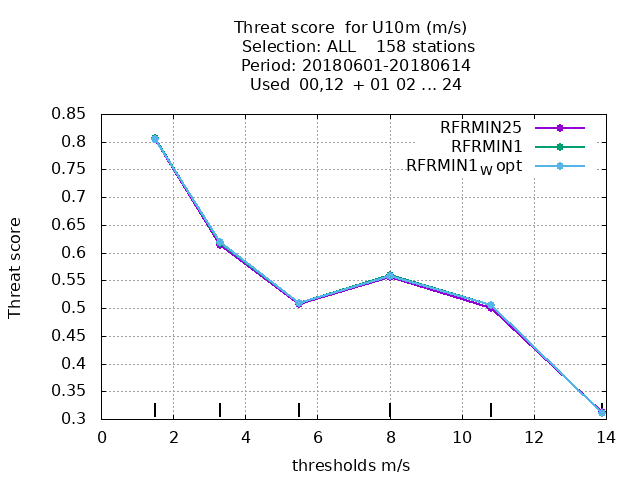 Threat score  for U10m (m/s)
Selection: ALL    158 stations
Period: 20180601-20180614
Used  00,12  + 01 02 ... 24
RFRMIN25
RFRMIN1
RFRMIN1W opt
0.85
0.8
0.75
0.7
0.65
0.6
0.55
0.5
0.45
0.4
0.35
0.3
Threat score
0 2 4 6 8 10 12 14
thresholds m/s